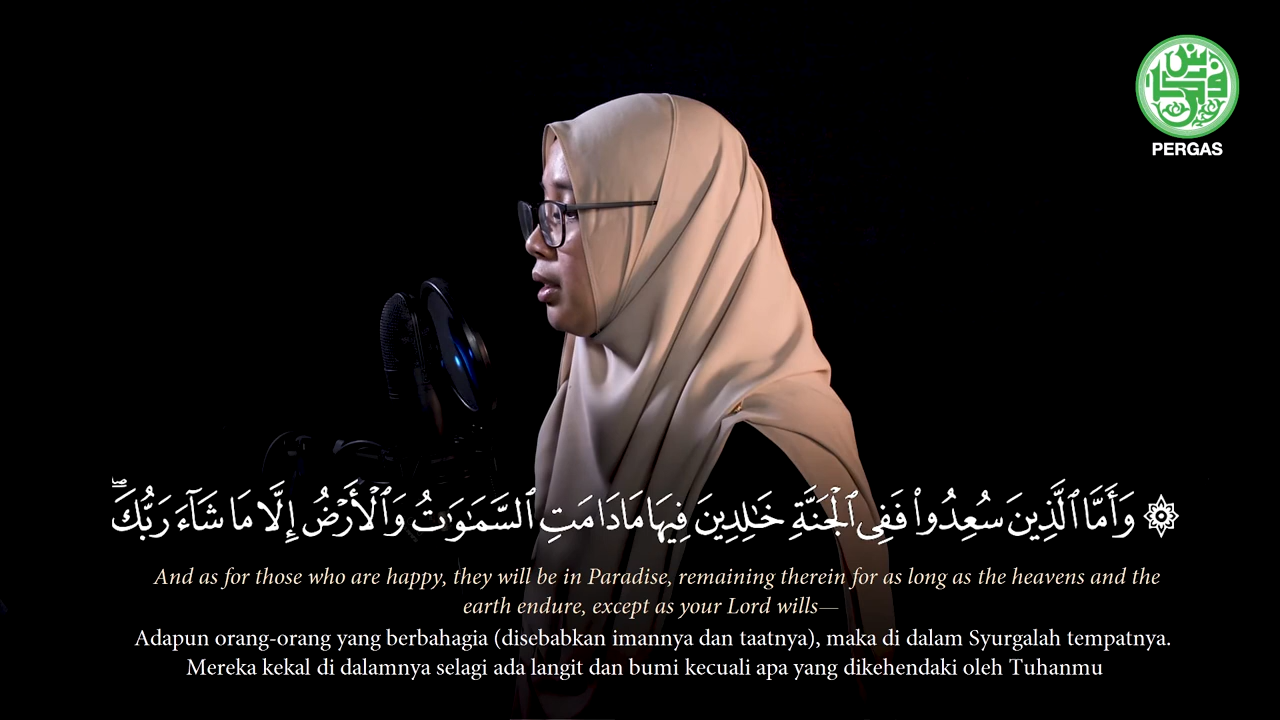 PERGAS
۞ وَأَمَّا ٱلَّذِينَ سُعِدُوا۟ فَفِى ٱلْجَنَّةِ خَـٰلِدِينَ فِيهَا مَا دَامَتِ ٱلسَّمَـٰوَٰتُ وَٱلْأَرْضُ إِلَّا مَا شَآءَ رَبُّكَ ۖ
And as for those who are happy, they will be in Paradise, remaining therein for as long as the heavens and the
earth endure, except as your Lord wills—
Adapun orang-orang yang berbahagia (disebabkan imannya dan taatnya), maka di dalam Syurgalah tempatnya.
Mereka kekal di dalamnya selagi ada langit dan bumi kecuali apa yang dikehendaki oleh Tuhanmu